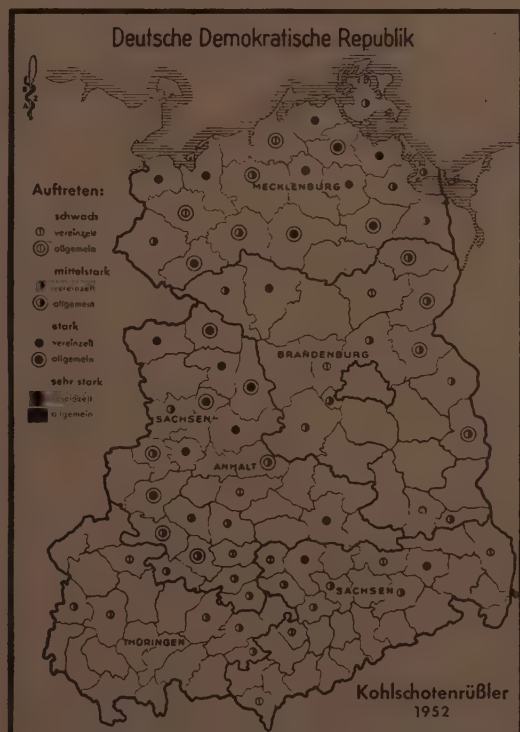 Deutsche Demokratische Republik
MECKLENBURG
Auftreten:
schwach
vereinzelt
allgemein
mittelstark
vereinzelt
allgemein
stark
vereinzelt
allgemein
sehr stark
allgemein
BRANDENBURG
SACHSEN-
ANHALT
SACHSEN
THÜRINGEN
Kohlschotenrüßler
1952